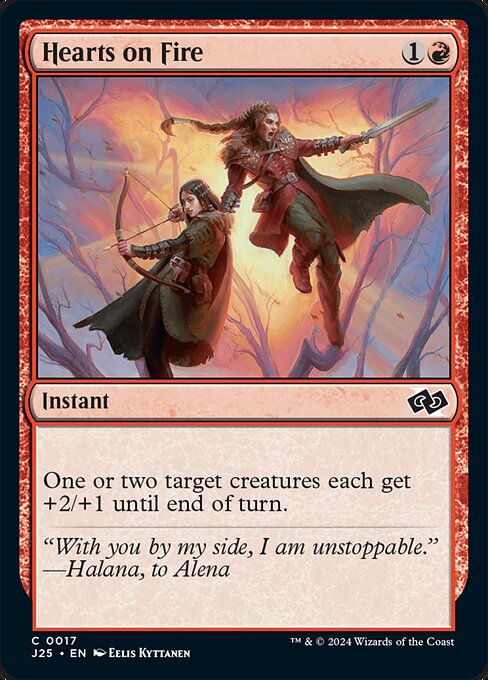 Hearts on Fire 1
Instant
One or two target creatures each get
+2/+1 until end of turn.
“With you by my side, I am unstoppable.”
—Halana, to Alena
C 0017
J25 • EN Eelis Kyttanen
™ & © 2024 Wizards of the Coast